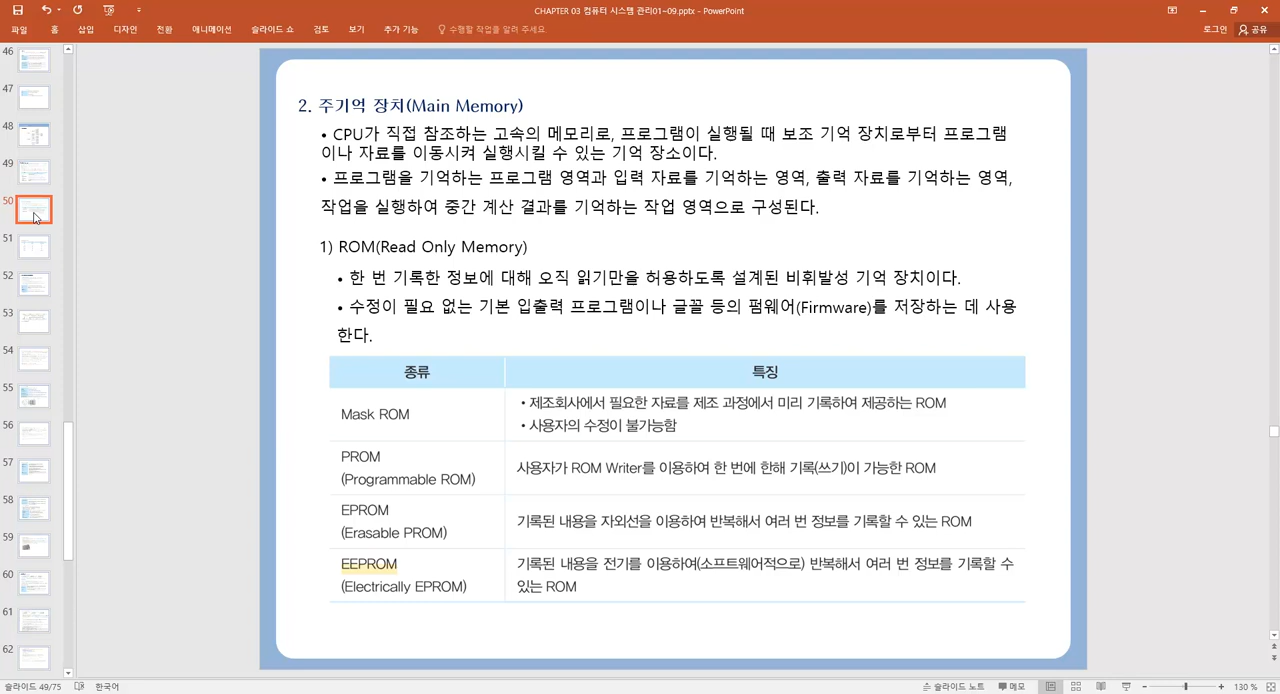 CHAPTER 03 컴퓨터 시스템 관리01~09.pptx - PowerPoint
파일 홈 삽입 디자인 전환 애니메이션 슬라이드 쇼 검토 보기 추가 기능 수행할 작업을 알려 주세요. 로그인 공유
46
47
48
49
50
51
52
53
54
55
56
57
58
59
60
61
62
2. 주기억 장치(Main Memory)
• CPU가 직접 참조하는 고속의 메모리로, 프로그램이 실행될 때 보조 기억 장치로부터 프로그램
이나 자료를 이동시켜 실행시킬 수 있는 기억 장소이다.
• 프로그램을 기억하는 프로그램 영역과 입력 자료를 기억하는 영역, 출력 자료를 기억하는 영역,
작업을 실행하여 중간 계산 결과를 기억하는 작업 영역으로 구성된다.
1) ROM(Read Only Memory)
• 한 번 기록한 정보에 대해 오직 읽기만을 허용하도록 설계된 비휘발성 기억 장치이다.
• 수정이 필요 없는 기본 입출력 프로그램이나 글꼴 등의 펌웨어(Firmware)를 저장하는 데 사용
한다.
종류 특징
Mask ROM
• 제조회사에서 필요한 자료를 제조 과정에서 미리 기록하여 제공하는 ROM
• 사용자의 수정이 불가능함
PROM
(Programmable ROM)
사용자가 ROM Writer를 이용하여 한 번에 한해 기록(쓰기)이 가능한 ROM
EPROM
(Erasable PROM)
기록된 내용을 자외선을 이용하여 반복해서 여러 번 정보를 기록할 수 있는 ROM
EEPROM
(Electrically EPROM)
기록된 내용을 전기를 이용하여(소프트웨어적으로) 반복해서 여러 번 정보를 기록할 수
있는 ROM
슬라이드 49/75 한국어 슬라이드 노트 메모 130 %